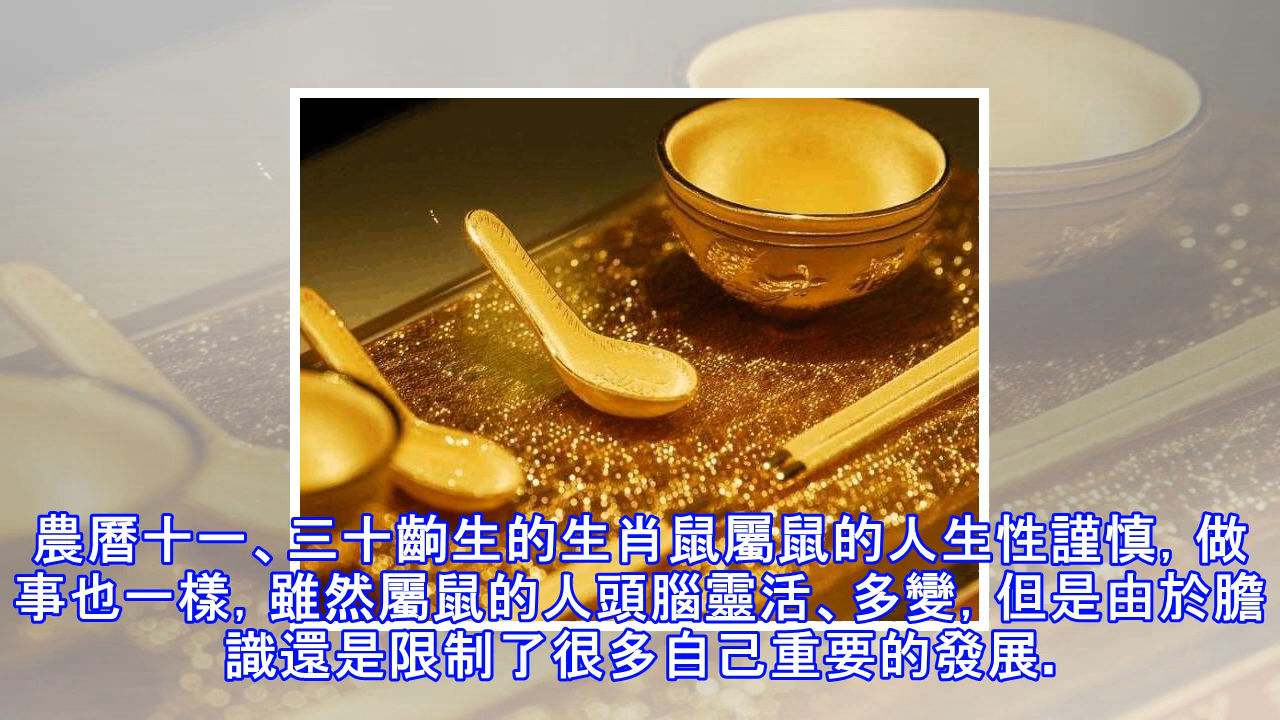 農曆十一、三十齣生的生肖鼠屬鼠的人生性謹慎, 做
事也一樣, 雖然屬鼠的人頭腦靈活、多變, 但是由於膽
識還是限制了很多自己重要的發展.